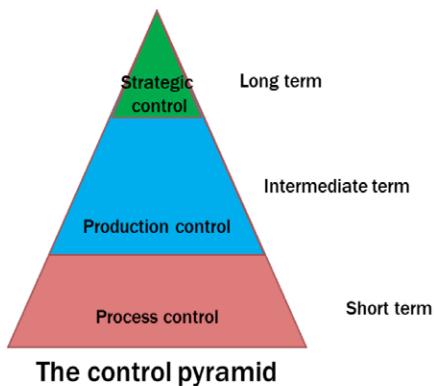 Strategic
control
Long term
Intermediate term
Production control
Process control
Short term
The control pyramid